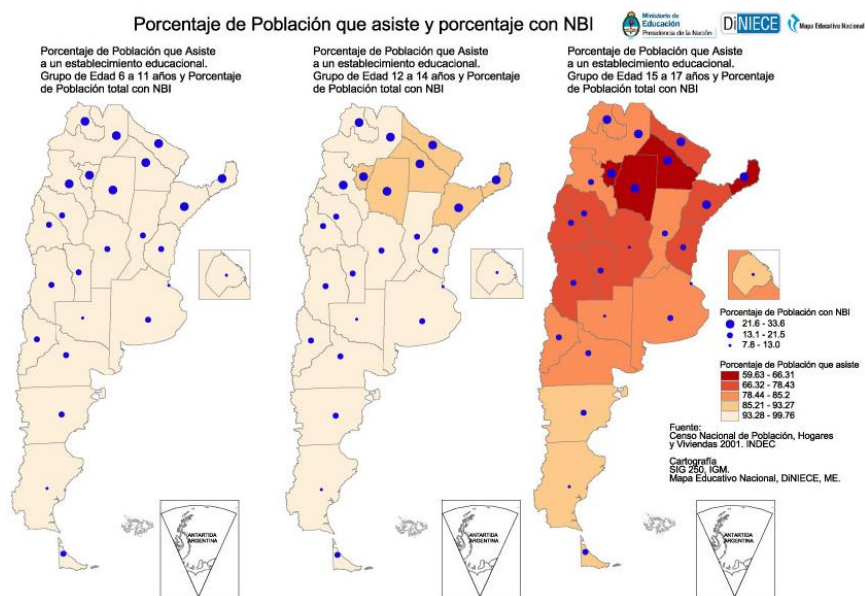 Porcentaje de Población que asiste y porcentaje con NBI
Ministerio de
Educación
Presidencia de la Nación
DiNIECE
Mapa Educativo Nacional
Porcentaje de Población que Asiste
a un establecimiento educacional.
Grupo de Edad 6 a 11 años y Porcentaje
de Población total con NBI
Porcentaje de Población que Asiste
a un establecimiento educacional.
Grupo de Edad 12 a 14 años y Porcentaje
de Población total con NBI
Porcentaje de Población que Asiste
a un establecimiento educacional.
Grupo de Edad 15 a 17 años y Porcentaje
de Población total con NBI
Porcentaje de Población con NBI
21.6 - 33.6
13.1 - 21.5
7.8 - 13.0
Porcentaje de Población que asiste
59.63 - 66.31
66.32 - 78.43
78.44 - 85.2
85.21 - 93.27
93.28 - 99.76
Fuente:
Censo Nacional de Población, Hogares
y Viviendas 2001. INDEC
Cartografía
SIG 250, IGM.
Mapa Educativo Nacional, DiNIECE, ME.
ANTARTIDA
ARGENTINA
ANTARTIDA
ARGENTINA
ANTARTIDA
ARGENTINA